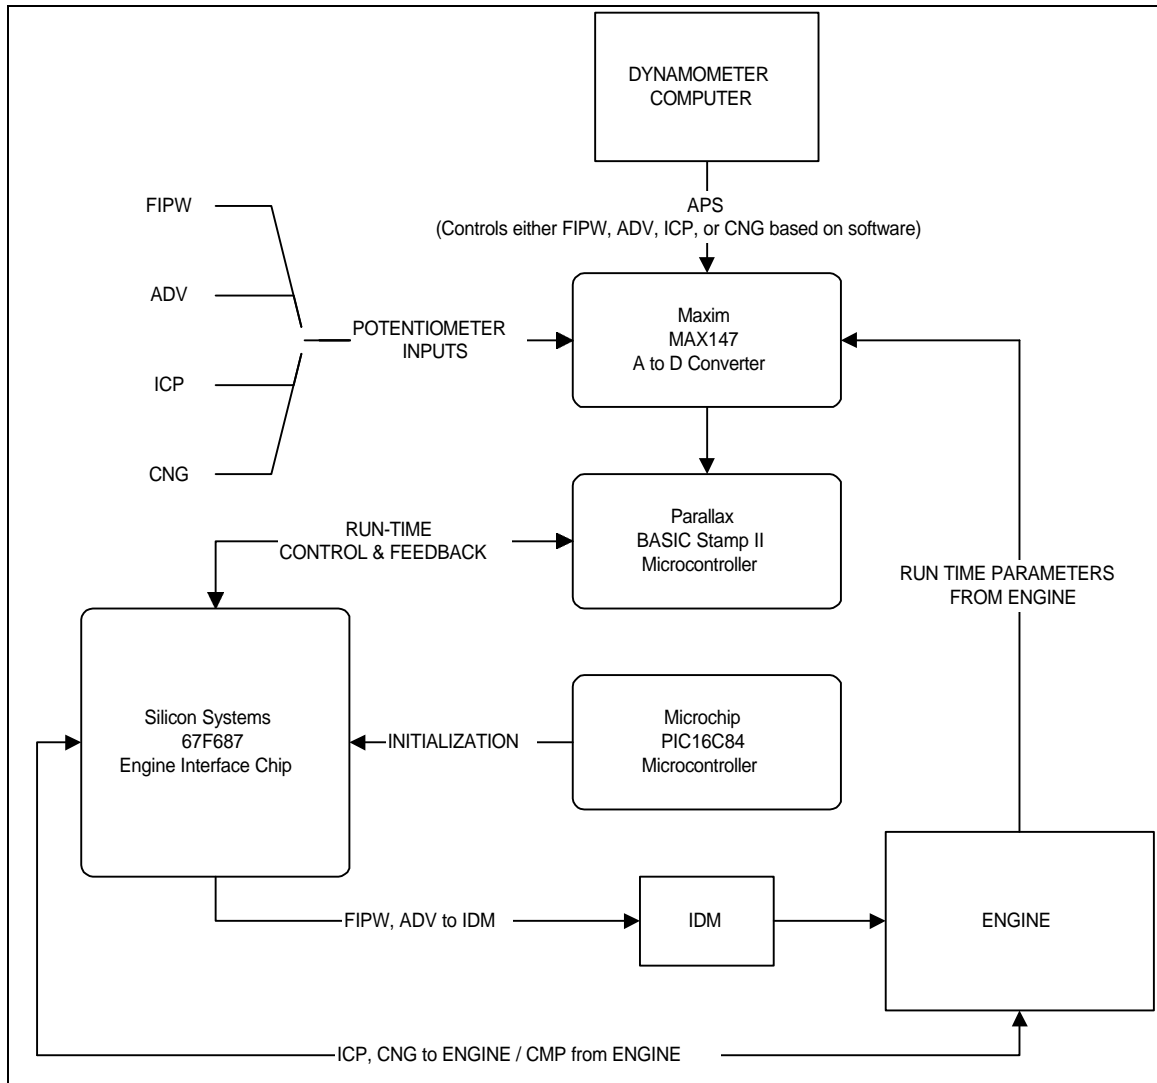 DYNAMOMETER
COMPUTER
APS
(Controls either FIPW, ADV, ICP, or CNG based on software)
FIPW
ADV
ICP
CNG
POTENTIOMETER
INPUTS
Maxim
MAX147
A to D Converter
RUN-TIME
CONTROL & FEEDBACK
Parallax
BASIC Stamp II
Microcontroller
RUN TIME PARAMETERS
FROM ENGINE
Silicon Systems
67F687
Engine Interface Chip
INITIALIZATION
Microchip
PIC16C84
Microcontroller
FIPW, ADV to IDM
IDM
ENGINE
ICP, CNG to ENGINE / CMP from ENGINE